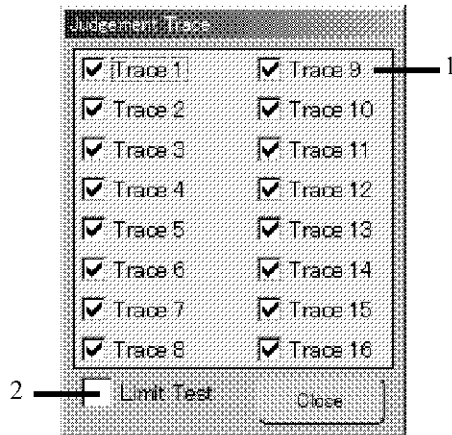 Judgement Trace
Trace 1 Trace 9 1
Trace 2 Trace 10
Trace 3 Trace 11
Trace 4 Trace 12
Trace 5 Trace 13
Trace 6 Trace 14
Trace 7 Trace 15
Trace 8 Trace 16
2 Limit Test Close